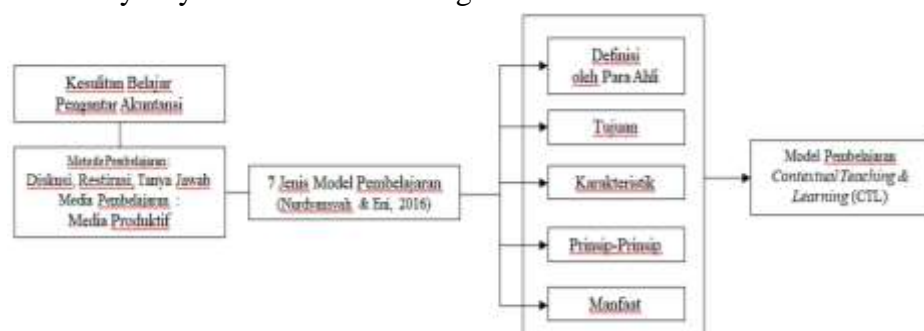 Kesulitan Belajar
Pengantar Akuntansi
Metode Pembelajaran:
Diskusi, Restitasi, Tanya Jawab
Media Pembelajaran :
Media Produktif
7 Jenis Model Pembelajaran
(Nurdyansyah & Eni, 2016)
Definisi
oleh Para Ahli
Tujuan
Karakteristik
Prinsip-Prinsip
Manfaat
Model Pembelajaran
Contextual Teaching &
Learning (CTL)